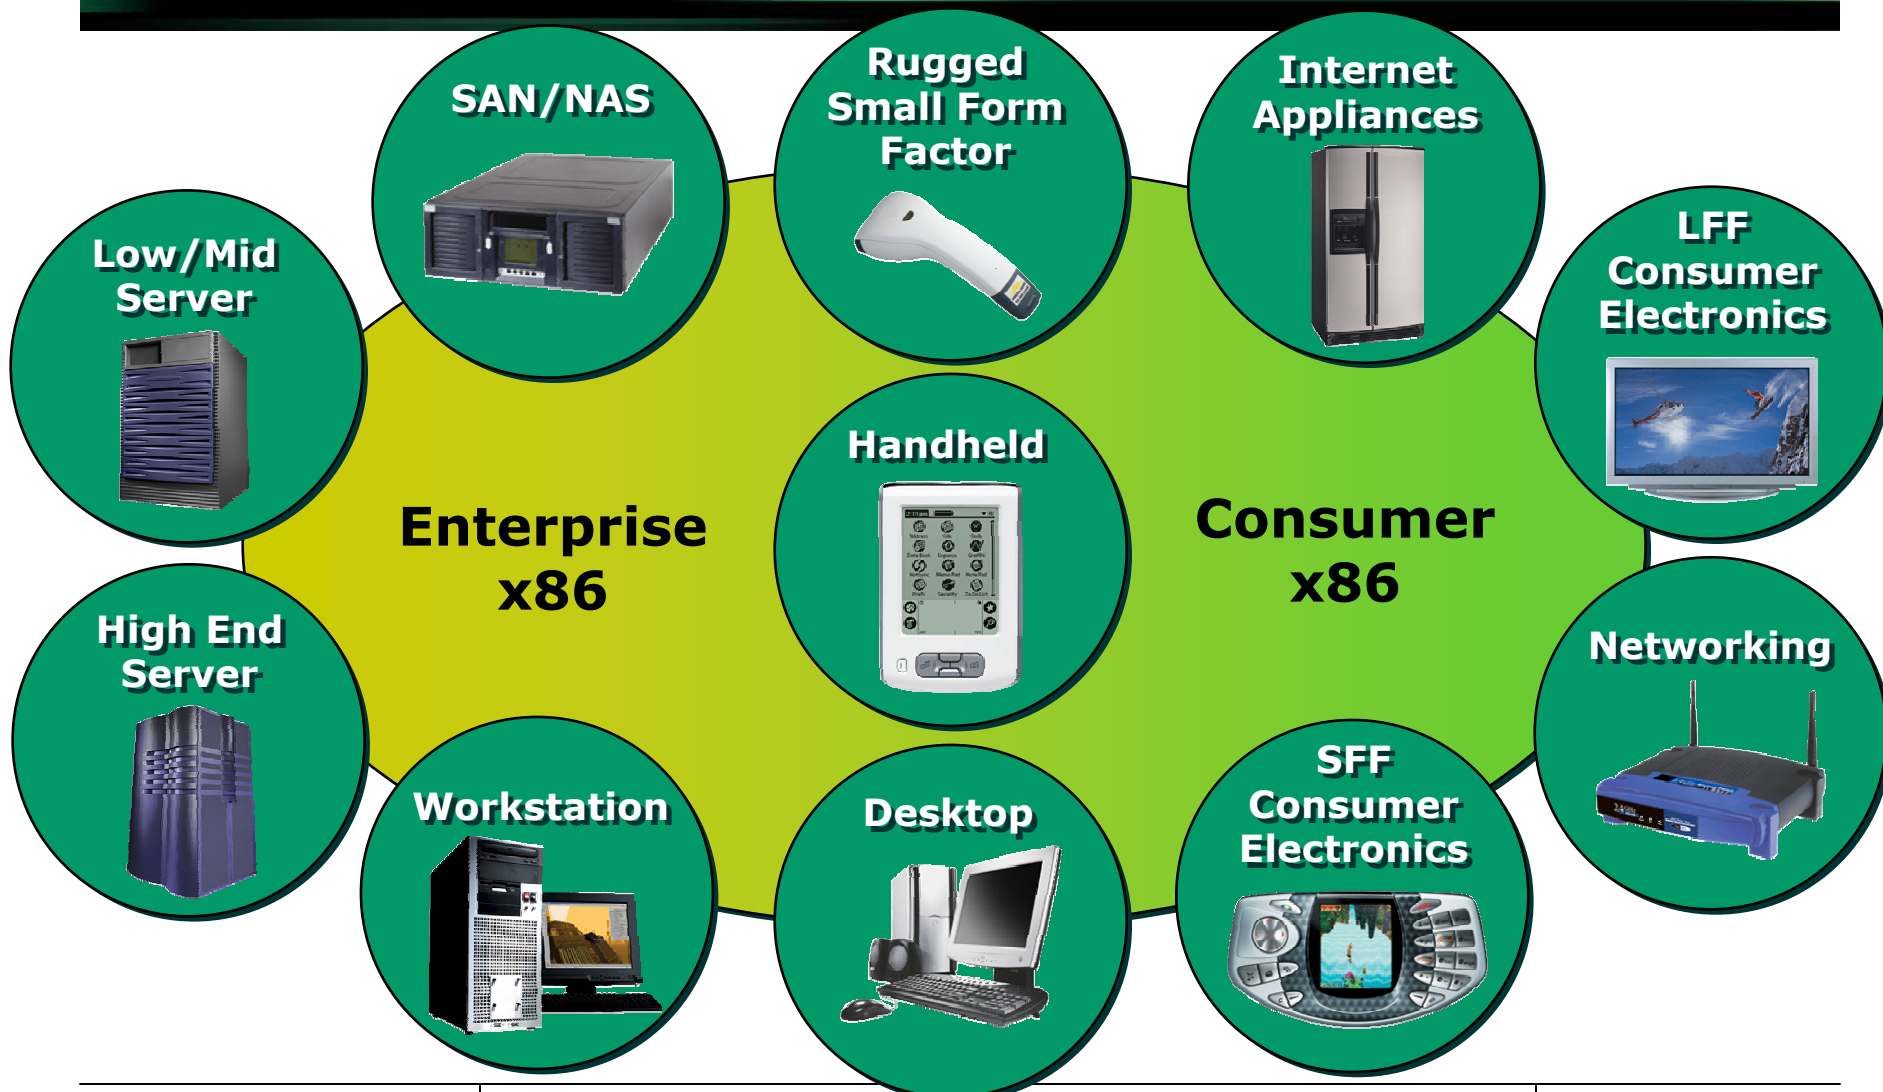 SAN/NAS
Rugged
Small Form
Factor
Internet
Appliances
Low/Mid
Server
LFF
Consumer
Electronics
Handheld
Enterprise
x86
Consumer
x86
High End
Server
Networking
Workstation
Desktop
SFF
Consumer
Electronics